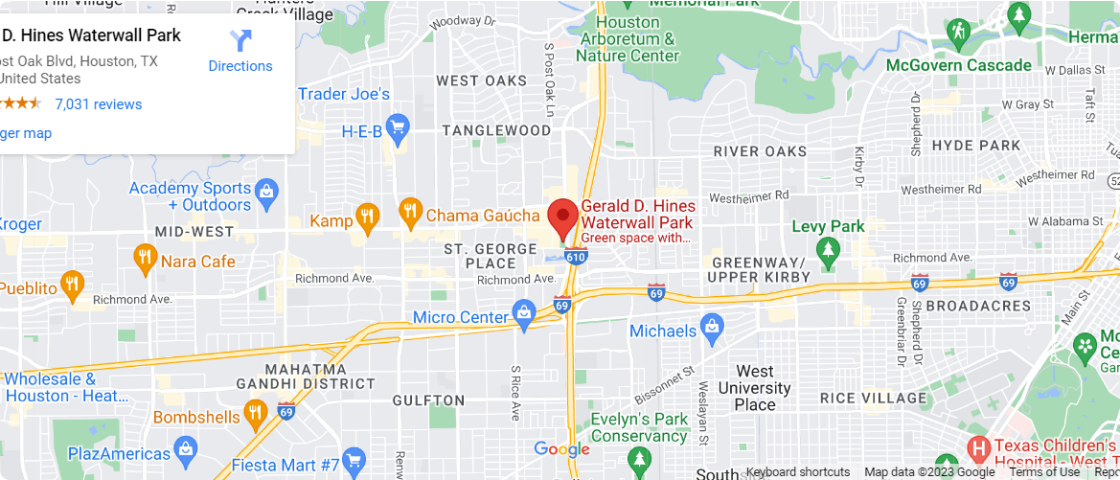 D. Hines Waterwall Park
ost Oak Blvd, Houston, TX
United States
7,031 reviews
ger map
Directions
Hill Village
Creek Village
Woodway Dr
S Post Oak Ln
Houston
Arboretum &
Nature Center
Memorial Park
McGovern Cascade
Herma
W Dallas St
W Gray St
Taft St
Shepherd Dr
WEST OAKS
Trader Joe's
H-E-B
TANGLEWOOD
RIVER OAKS
HYDE PARK
Kirby Dr
Westheimer Rd
Westheimer Rd
Westheimer Rd
W Alabama St
Academy Sports
+ Outdoors
Kroger
MID-WEST
Kamp
Chama Gaúcha
Gerald D. Hines
Waterwall Park
Green space with...
Levy Park
ST. GEORGE
PLACE
610
Nara Cafe
Pueblito
Richmond Ave.
Richmond Ave.
Richmond Ave.
Richmond Ave.
GREENWAY/
UPPER KIRBY
69
69
69
69
BROADACRES
Main St
Micro Center
Michaels
Greenbriar Dr
Shepherd Dr
Wholesale &
Houston - Heat...
MAHATMA
GANDHI DISTRICT
69
Bombshells
GULFTON
S Rice Ave
Bissonnet St
Weslayan St
West
University
Place
RICE VILLAGE
Evelyn's Park
Conservancy
PlazAmericas
Fiesta Mart #7
Renw
Google
Texas Children's
Hospital - West T
Keyboard shortcuts
Map data ©2023 Google
Terms of Use
Repo